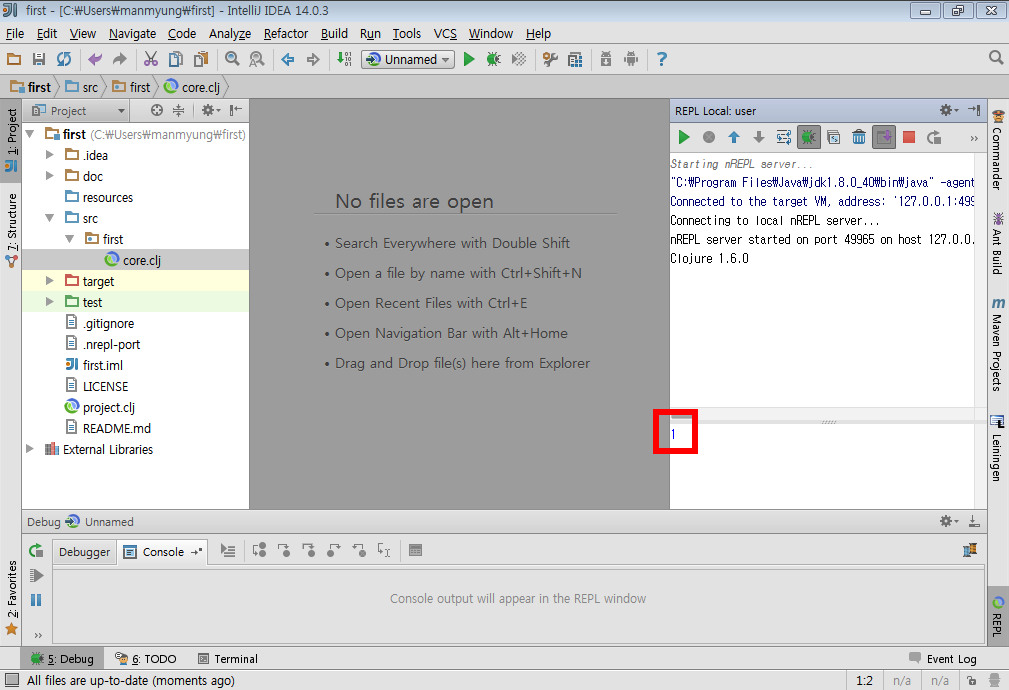 first - [C:₩Users₩manmyung₩first] - IntelliJ IDEA 14.0.3
File Edit View Navigate Code Analyze Refactor Build Run Tools VCS Window Help
Unnamed
first src first core.clj
1: Project
7: Structure
2: Favorites
Project
first (C:₩Users₩manmyung₩first)
.idea
doc
resources
src
first
core.clj
target
test
.gitignore
.nrepl-port
first.iml
LICENSE
project.clj
README.md
External Libraries
No files are open
• Search Everywhere with Double Shift
• Open a file by name with Ctrl+Shift+N
• Open Recent Files with Ctrl+E
• Open Navigation Bar with Alt+Home
• Drag and Drop file(s) here from Explorer
REPL Local: user
Starting nREPL server...
"C:₩Program Files₩Java₩jdk1.8.0_40₩bin₩java" -agent
Connected to the target VM, address: '127.0.0.1:499
Connecting to local nREPL server...
nREPL server started on port 49965 on host 127.0.0.
Clojure 1.6.0
1
Commander
Ant Build
Maven Projects
Leiningen
REPL
Debug Unnamed
Debugger Console
Console output will appear in the REPL window
5: Debug 6: TODO Terminal Event Log
All files are up-to-date (moments ago) 1:2 n/a n/a